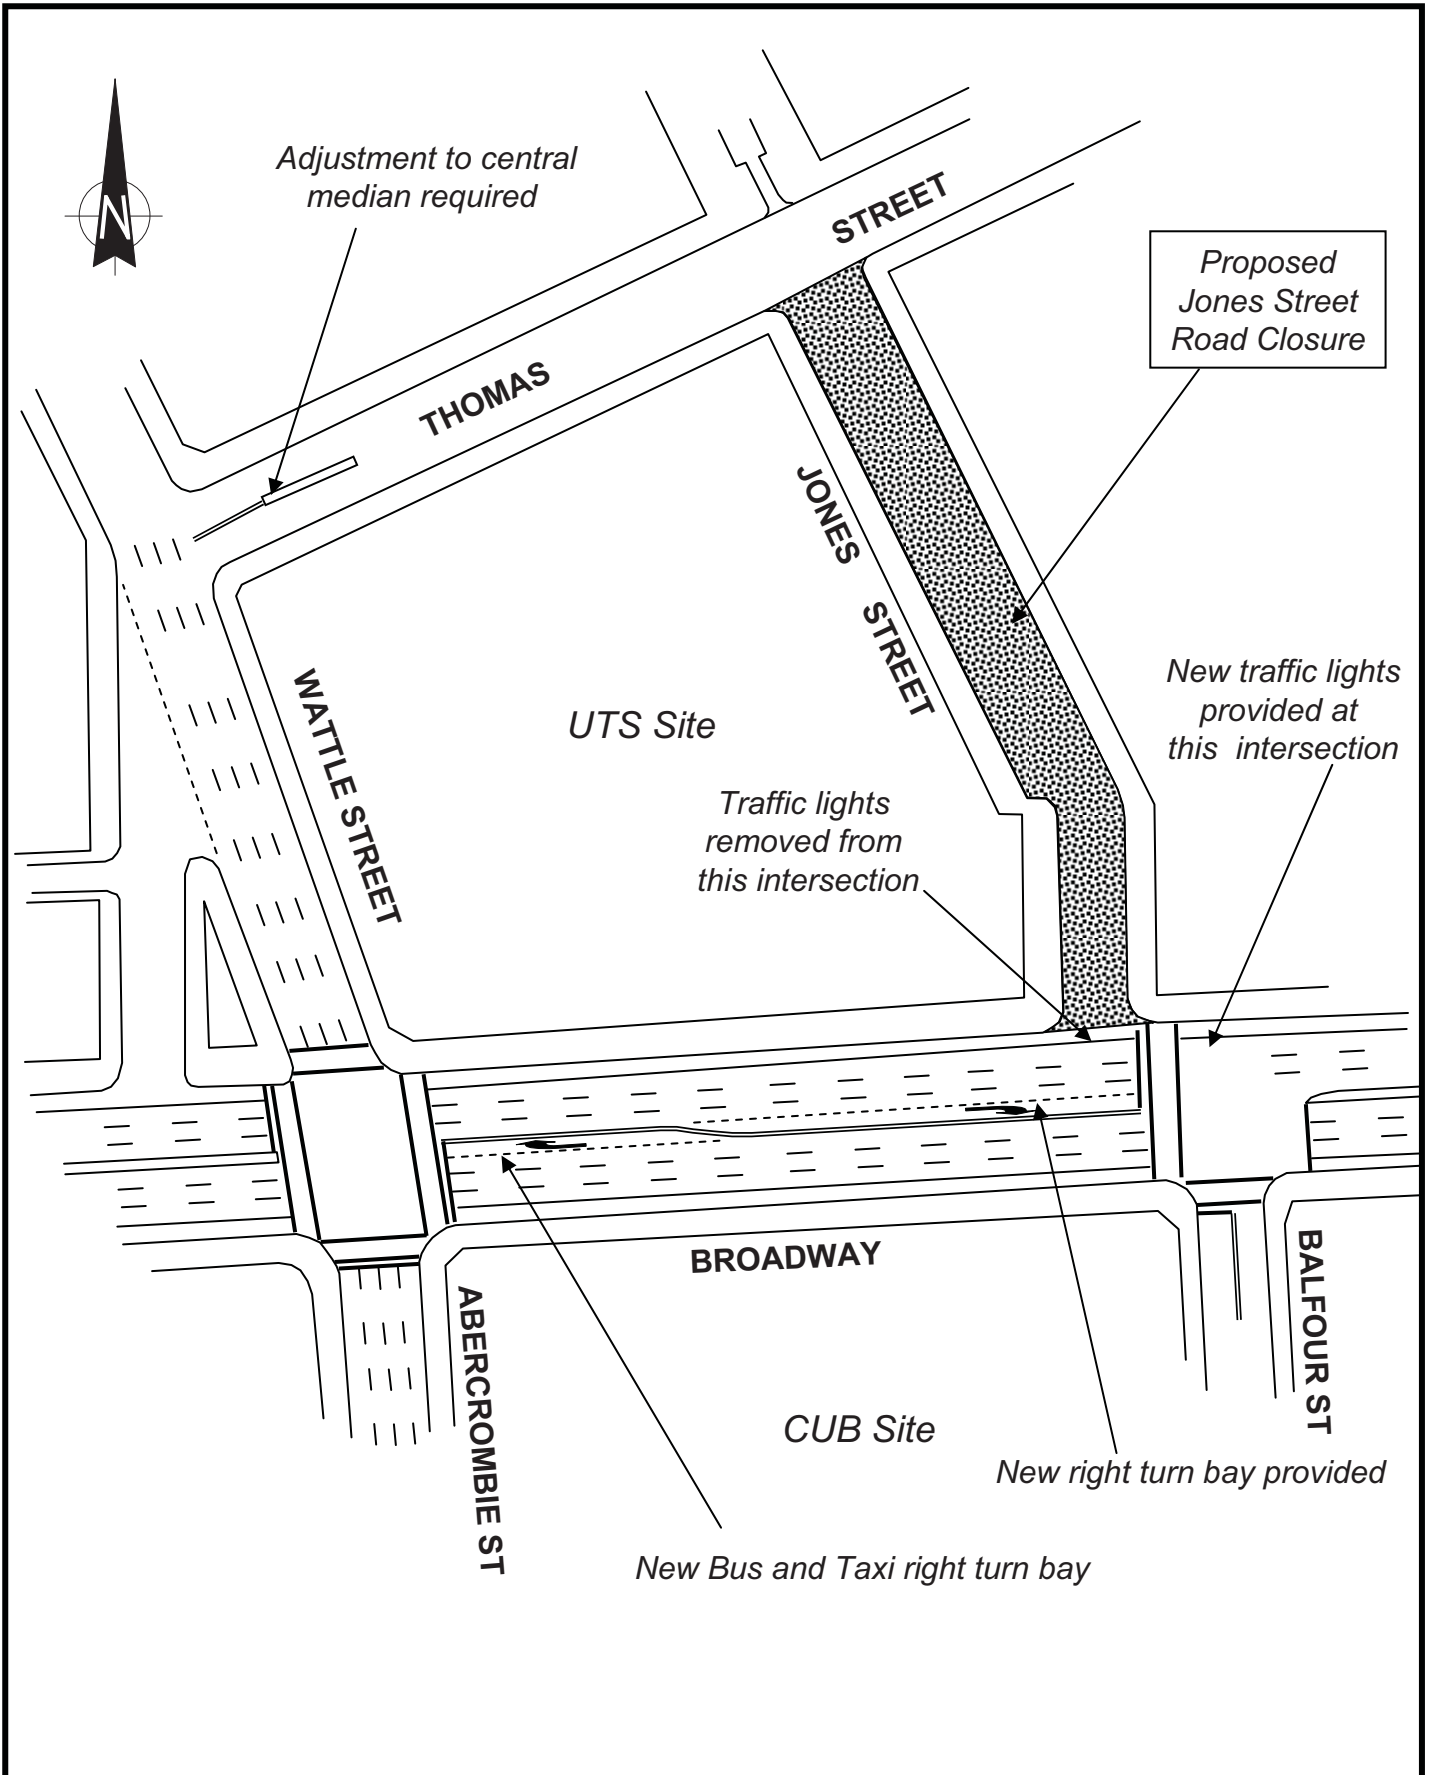 N
Adjustment to central
median required
THOMAS STREET
Proposed
Jones Street
Road Closure
JONES STREET
New traffic lights
provided at
this intersection
WATTLE STREET
UTS Site
Traffic lights
removed from
this intersection
BROADWAY
ABERCROMBIE ST
BALFOUR ST
CUB Site
New right turn bay provided
New Bus and Taxi right turn bay